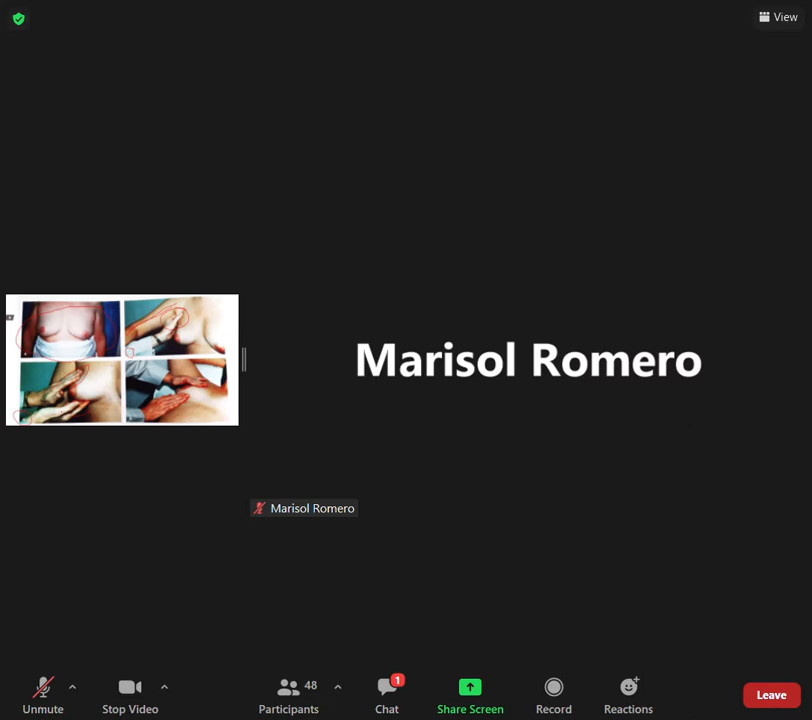 View
Marisol Romero
Marisol Romero
Unmute
Stop Video
48
Participants
1
Chat
Share Screen
Record
Reactions
Leave